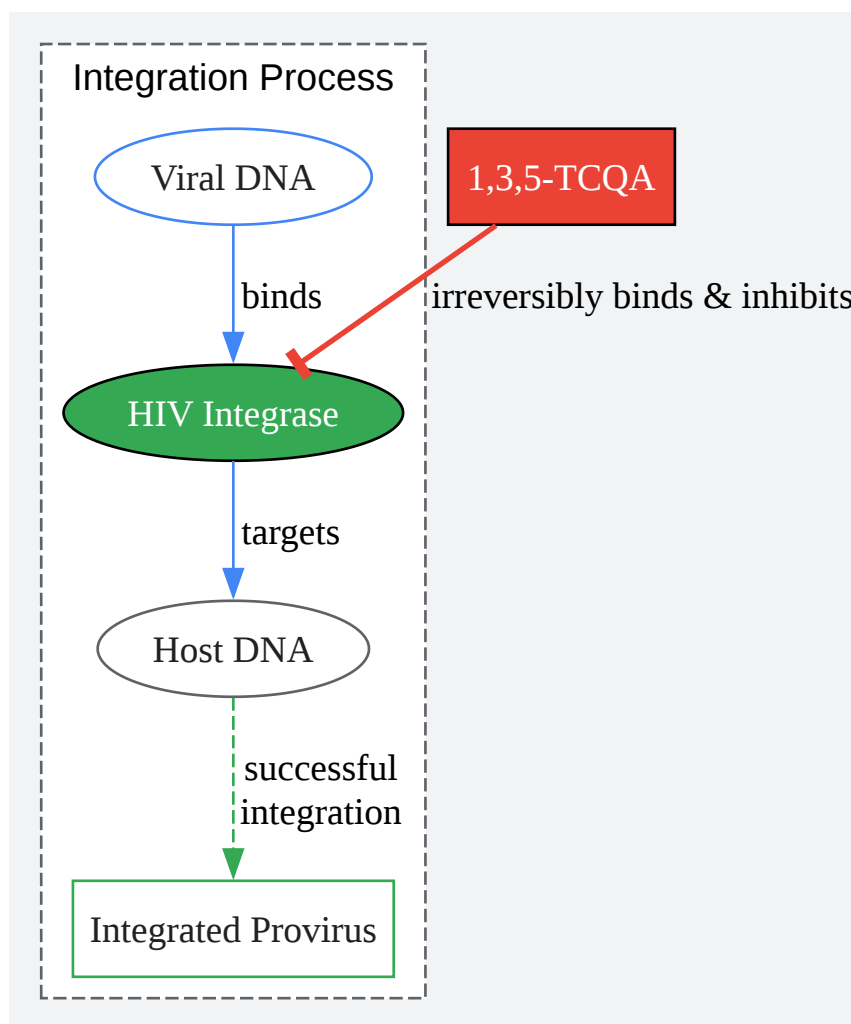 Integration Process
Viral DNA
1,3,5-TCQA
binds
irreversibly binds & inhibits
HIV Integrase
targets
Host DNA
successful
integration
Integrated Provirus